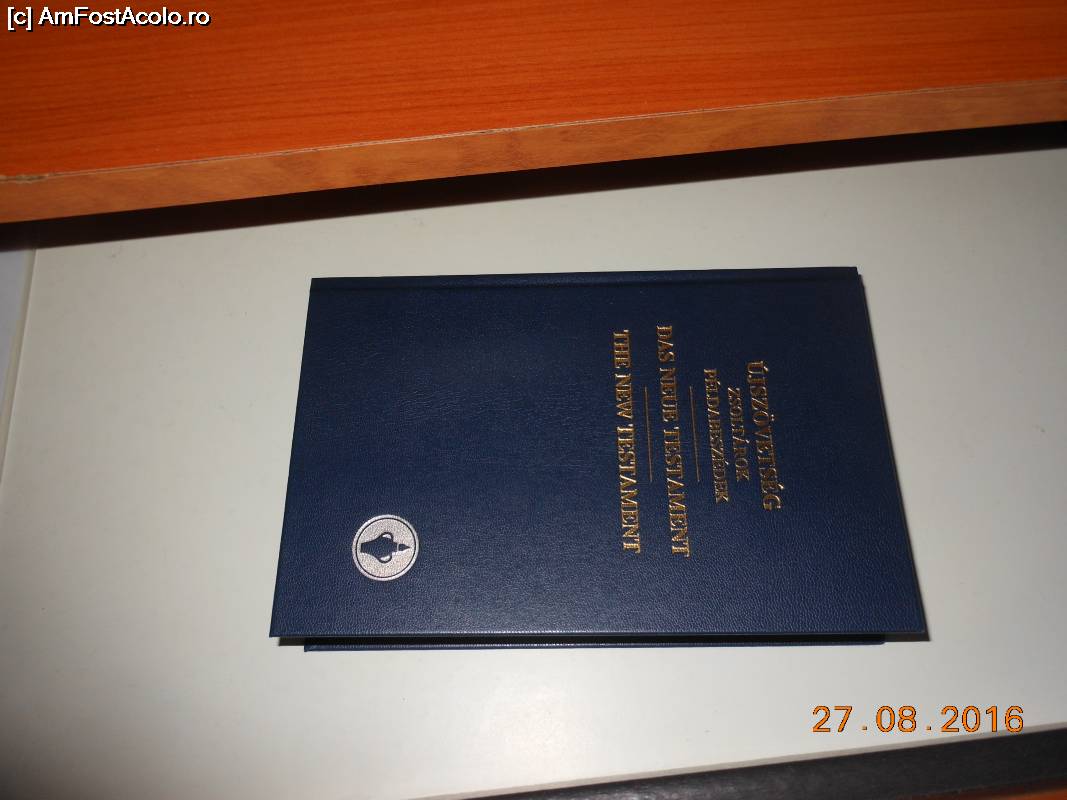 [c] AmFostAcolo.ro
ÚJSZÖVETSÉG
ZSOLTÁROK
PÉLDABESZÉDEK
DAS NEUE TESTAMENT
THE NEW TESTAMENT
27.08.2016